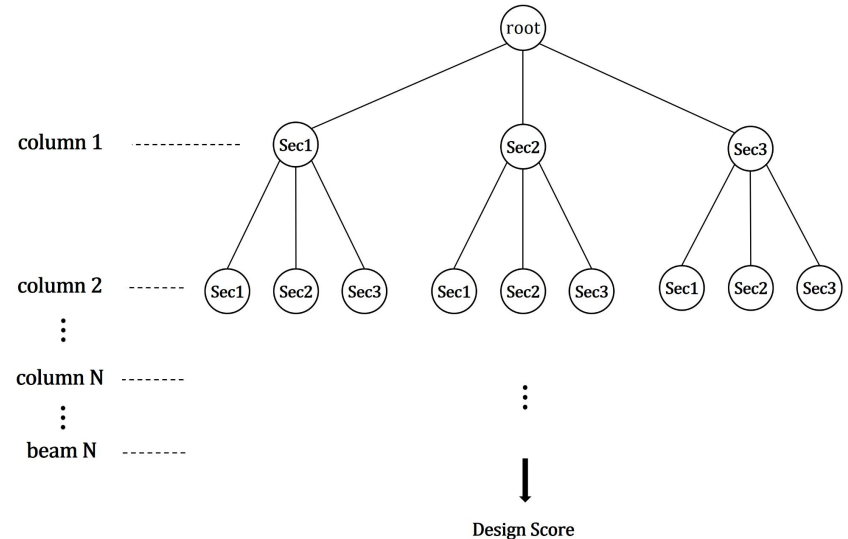 root
column 1
Sec1
Sec2
Sec3
column 2
Sec1
Sec2
Sec3
Sec1
Sec2
Sec3
Sec1
Sec2
Sec3
column N
beam N
Design Score